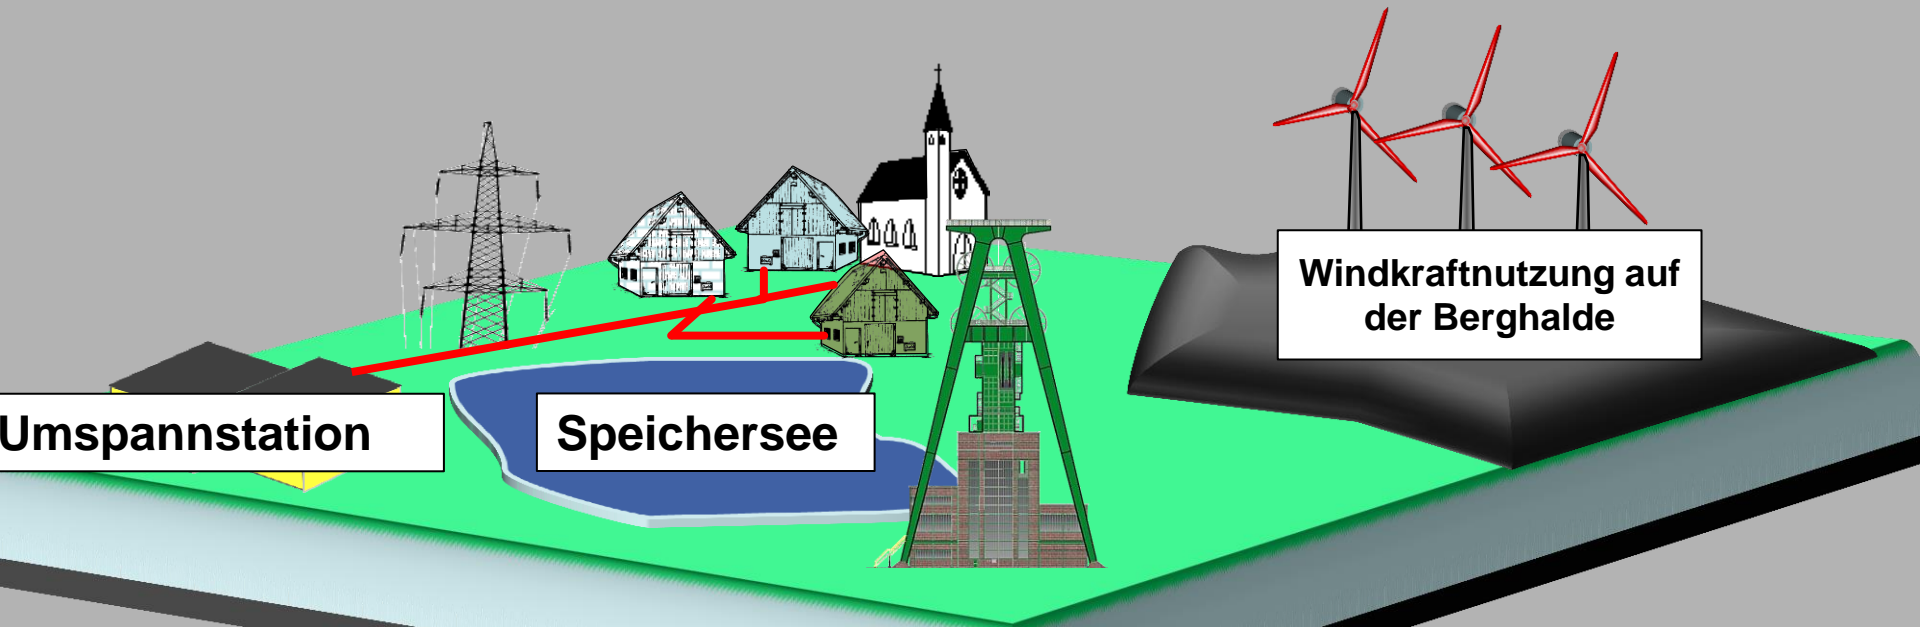 Windkraftnutzung auf
der Berghalde
Umspannstation
Speichersee